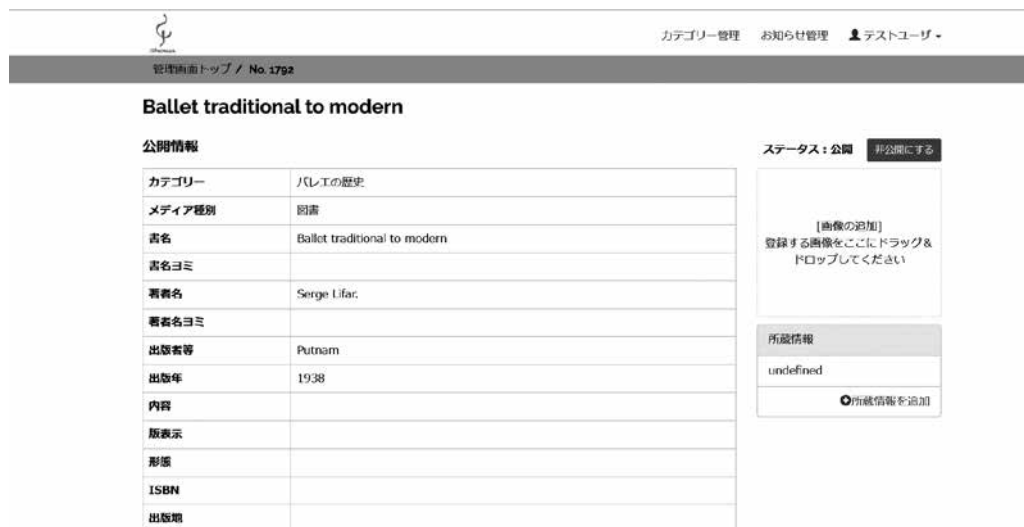 カテゴリー管理 お知らせ管理 テストユーザ
管理画面トップ / No. 1792
Ballet traditional to modern
公開情報
ステータス：公開 非公開にする
カテゴリー バレエの歴史
メディア種別 図書
書名 Ballet traditional to modern
書名ヨミ
著者名 Serge Lifar.
著者名ヨミ
出版者等 Putnam
出版年 1938
内容
版表示
形態
ISBN
出版地
[画像の追加]
登録する画像をここにドラッグ&
ドロップしてください
所蔵情報
undefined
所蔵情報を追加